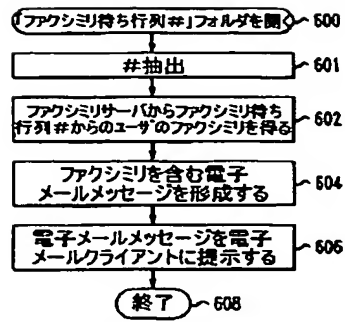 「ファクシミリ待ち行列#」フォルダを開く
600
#抽出
601
ファクシミリサーバからファクシミリ待ち
行列#からのユーザのファクシミリを得る
602
ファクシミリを含む電子
メールメッセージを形成する
604
電子メールメッセージを電子
メールクライアントに提示する
606
終了
608